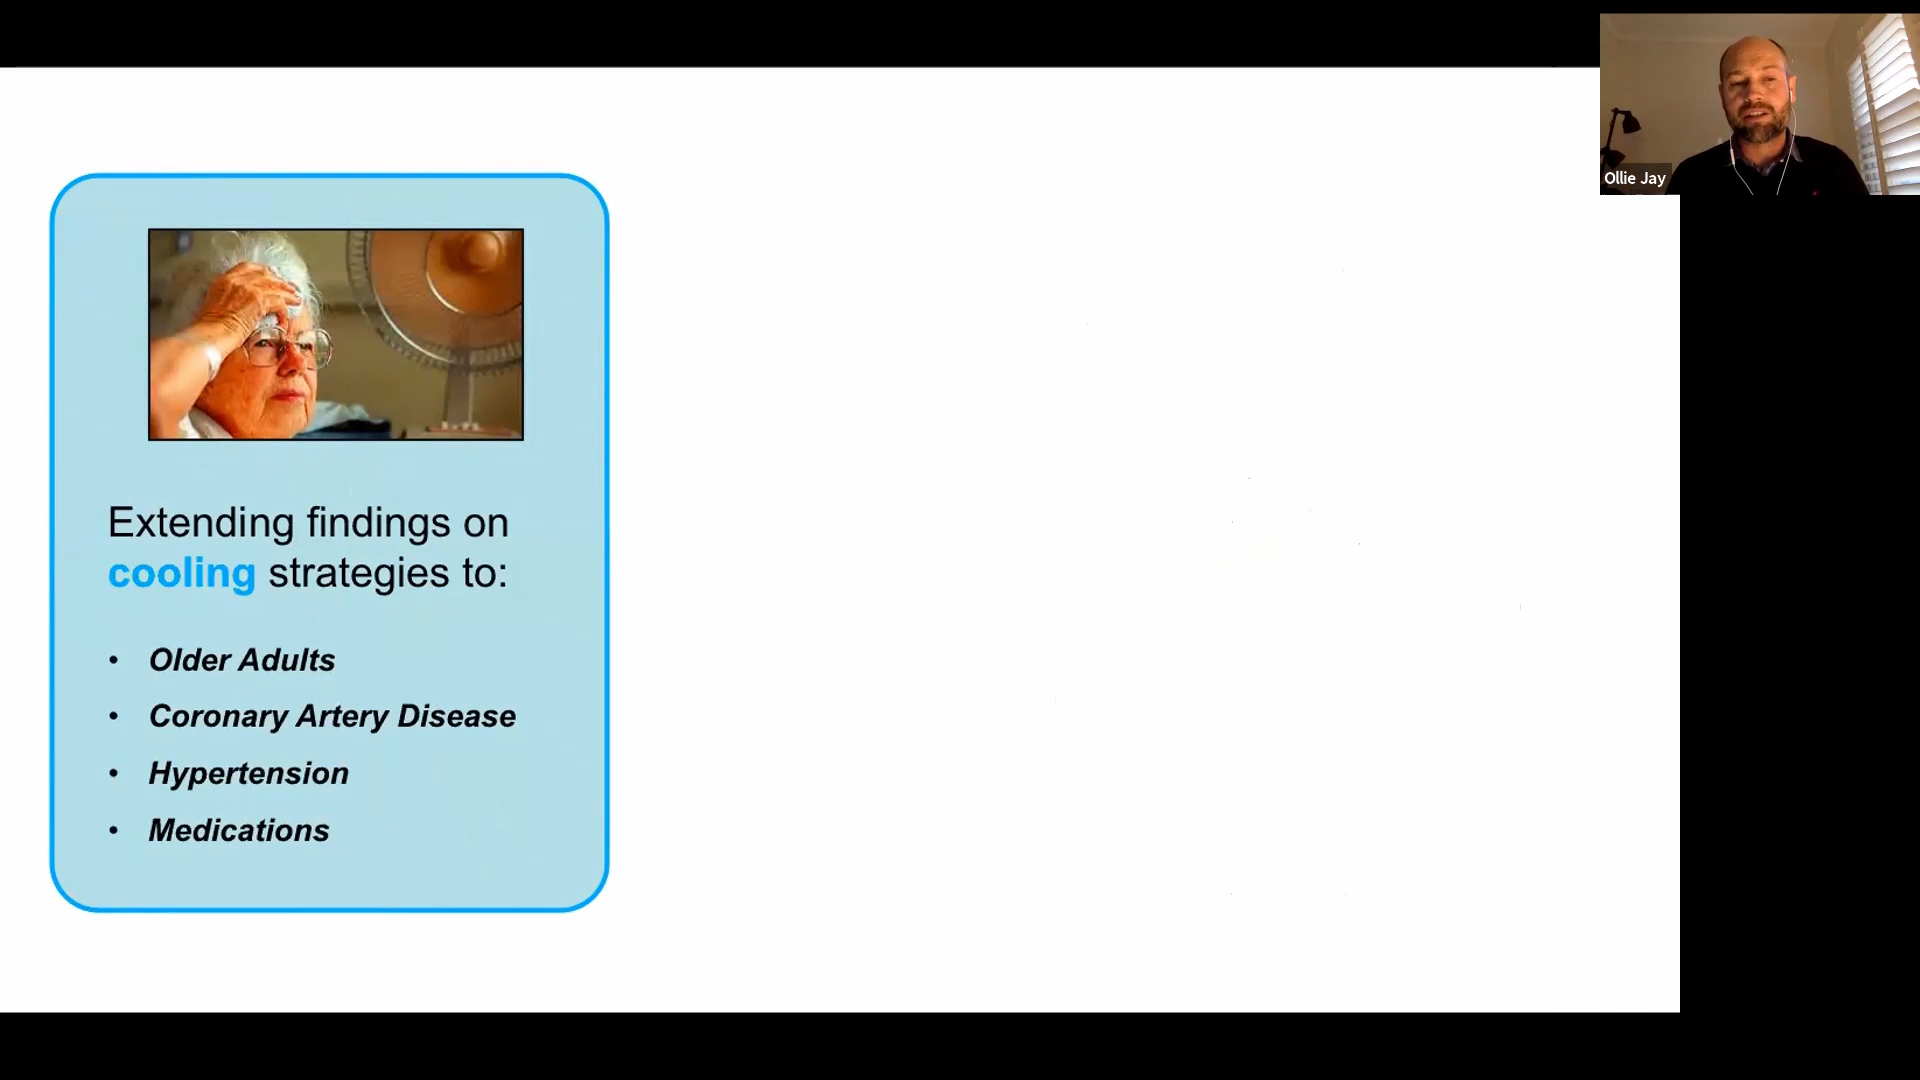 Ollie Jay
Extending findings on
cooling strategies to:
• Older Adults
• Coronary Artery Disease
• Hypertension
• Medications